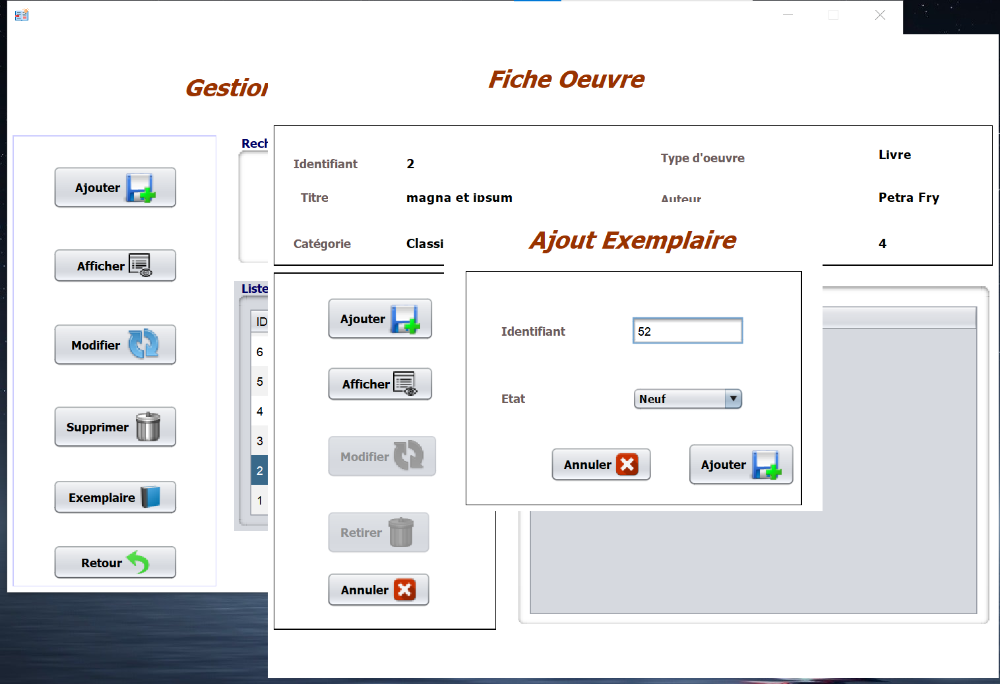 Gestion
Ajouter
Afficher
Modifier
Supprimer
Exemplaire
Retour
Rech
Liste
ID
6
5
4
3
2
1
Fiche Oeuvre
Identifiant 2 Type d'oeuvre Livre
Titre magna et ipsum Auteur Petra Fry
Catégorie Classi 4
Ajouter
Afficher
Modifier
Retirer
Annuler
Ajout Exemplaire
Identifiant 52
Etat Neuf
Annuler Ajouter